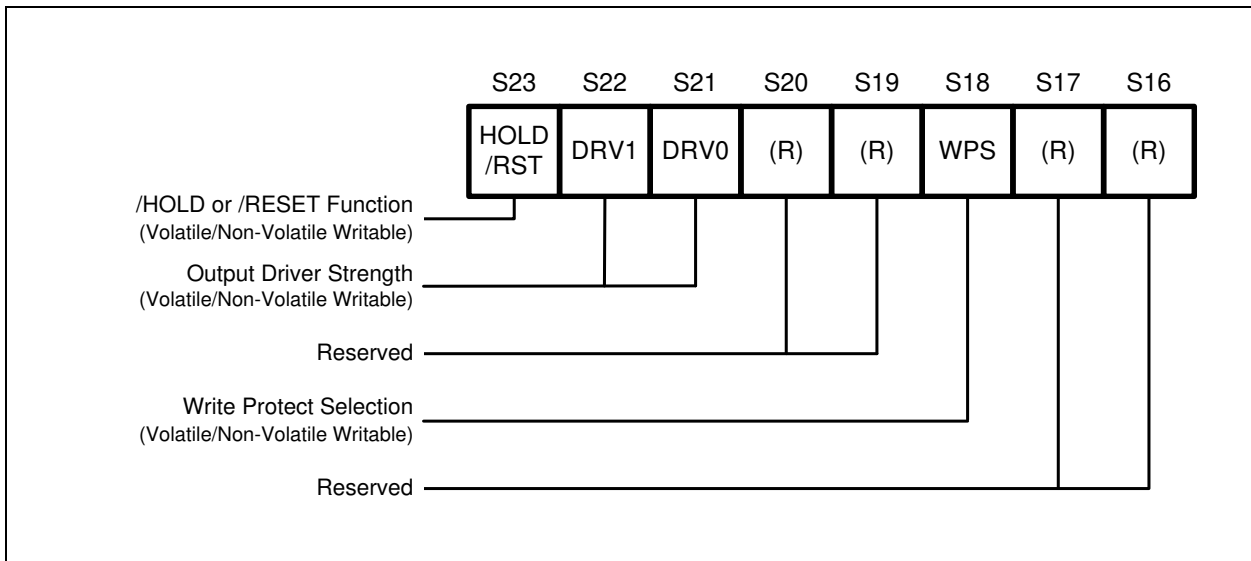 S23 S22 S21 S20 S19 S18 S17 S16
HOLD
/RST DRV1 DRV0 (R) (R) WPS (R) (R)
/HOLD or /RESET Function
(Volatile/Non-Volatile Writable)
Output Driver Strength
(Volatile/Non-Volatile Writable)
Reserved
Write Protect Selection
(Volatile/Non-Volatile Writable)
Reserved